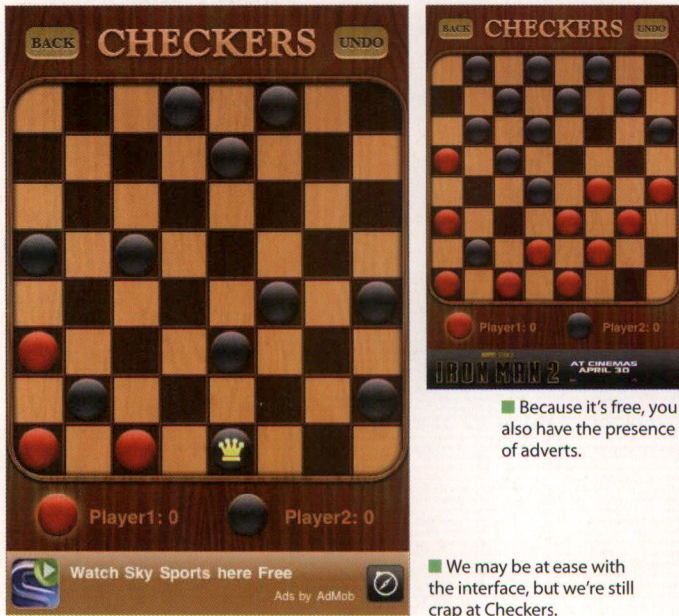 BACK CHECKERS UNDO
Player1: 0 Player2: 0
Watch Sky Sports here Free
Ads by AdMob
BACK CHECKERS UNDO
Player1: 0 Player2: 0
IRON MAN 2 AT CINEMAS
APRIL 30
Because it's free, you
also have the presence
of adverts.
We may be at ease with
the interface, but we're still
crap at Checkers.